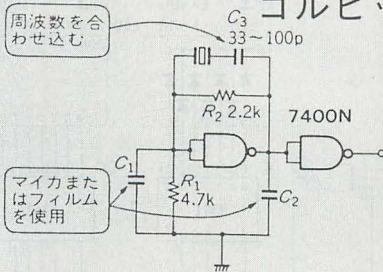 コルピ
周波数を合
わせ込む
C3
33～100p
R2 2.2k
7400N
C1
R1
4.7k
C2
マイカまた
はフィルム
を使用